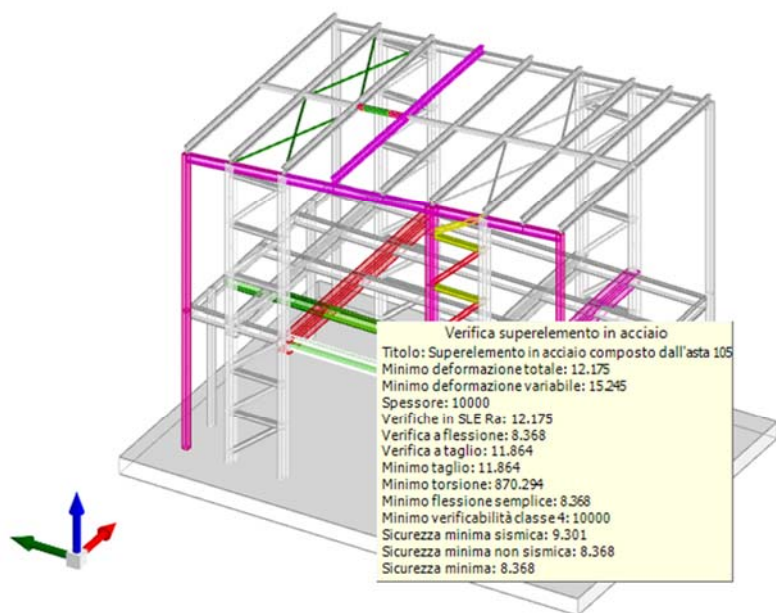 Verifica superelemento in acciaio
Titolo: Superelemento in acciaio composto dall'asta 105
Minimo deformazione totale: 12.175
Minimo deformazione variabile: 15.245
Spessore: 10000
Verifiche in SLE Ra: 12.175
Verifica a flessione: 8.368
Verifica a taglio: 11.864
Minimo taglio: 11.864
Minimo torsione: 870.294
Minimo flessione semplice: 8.368
Minimo verificabilità classe 4: 10000
Sicurezza minima sismica: 9.301
Sicurezza minima non sismica: 8.368
Sicurezza minima: 8.368